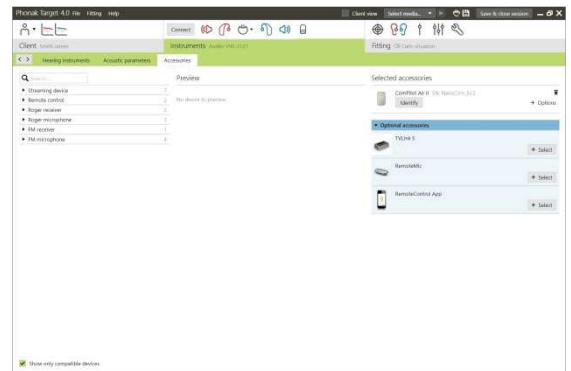 Phonak Target 4.0 File Fitting Help
Client view Select media... Save & close session
Connect
Client
Instruments
Fitting
Hearing instruments Acoustic parameters Accessories
Search...
Streaming device
Remote control
Roger receiver
Roger microphone
FM receiver
FM microphone
Preview
No device to preview
Selected accessories
ComPilot Air II
Identify
Options
Optional accessories
TVLink S
Select
RemoteMic
Select
RemoteControl App
Select
Show only compatible devices